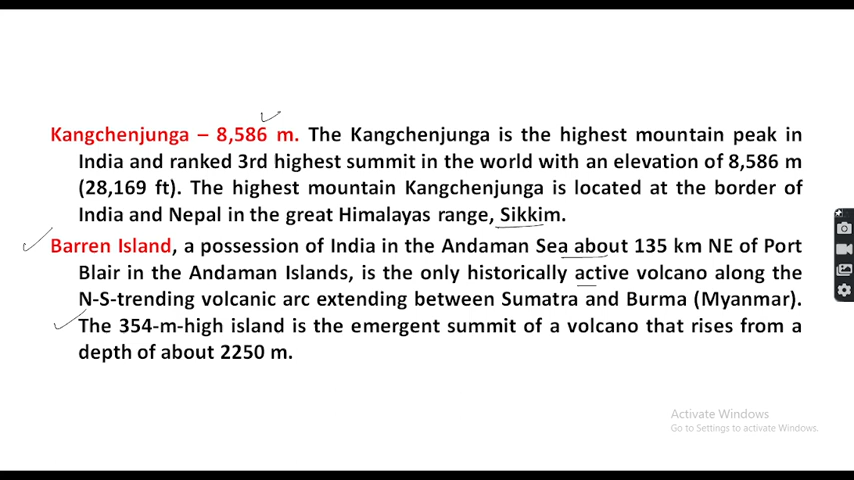 Kangchenjunga – 8,586 m. The Kangchenjunga is the highest mountain peak in
India and ranked 3rd highest summit in the world with an elevation of 8,586 m
(28,169 ft). The highest mountain Kangchenjunga is located at the border of
India and Nepal in the great Himalayas range, Sikkim.
Barren Island, a possession of India in the Andaman Sea about 135 km NE of Port
Blair in the Andaman Islands, is the only historically active volcano along the
N-S-trending volcanic arc extending between Sumatra and Burma (Myanmar).
The 354-m-high island is the emergent summit of a volcano that rises from a
depth of about 2250 m.
Activate Windows
Go to Settings to activate Windows.